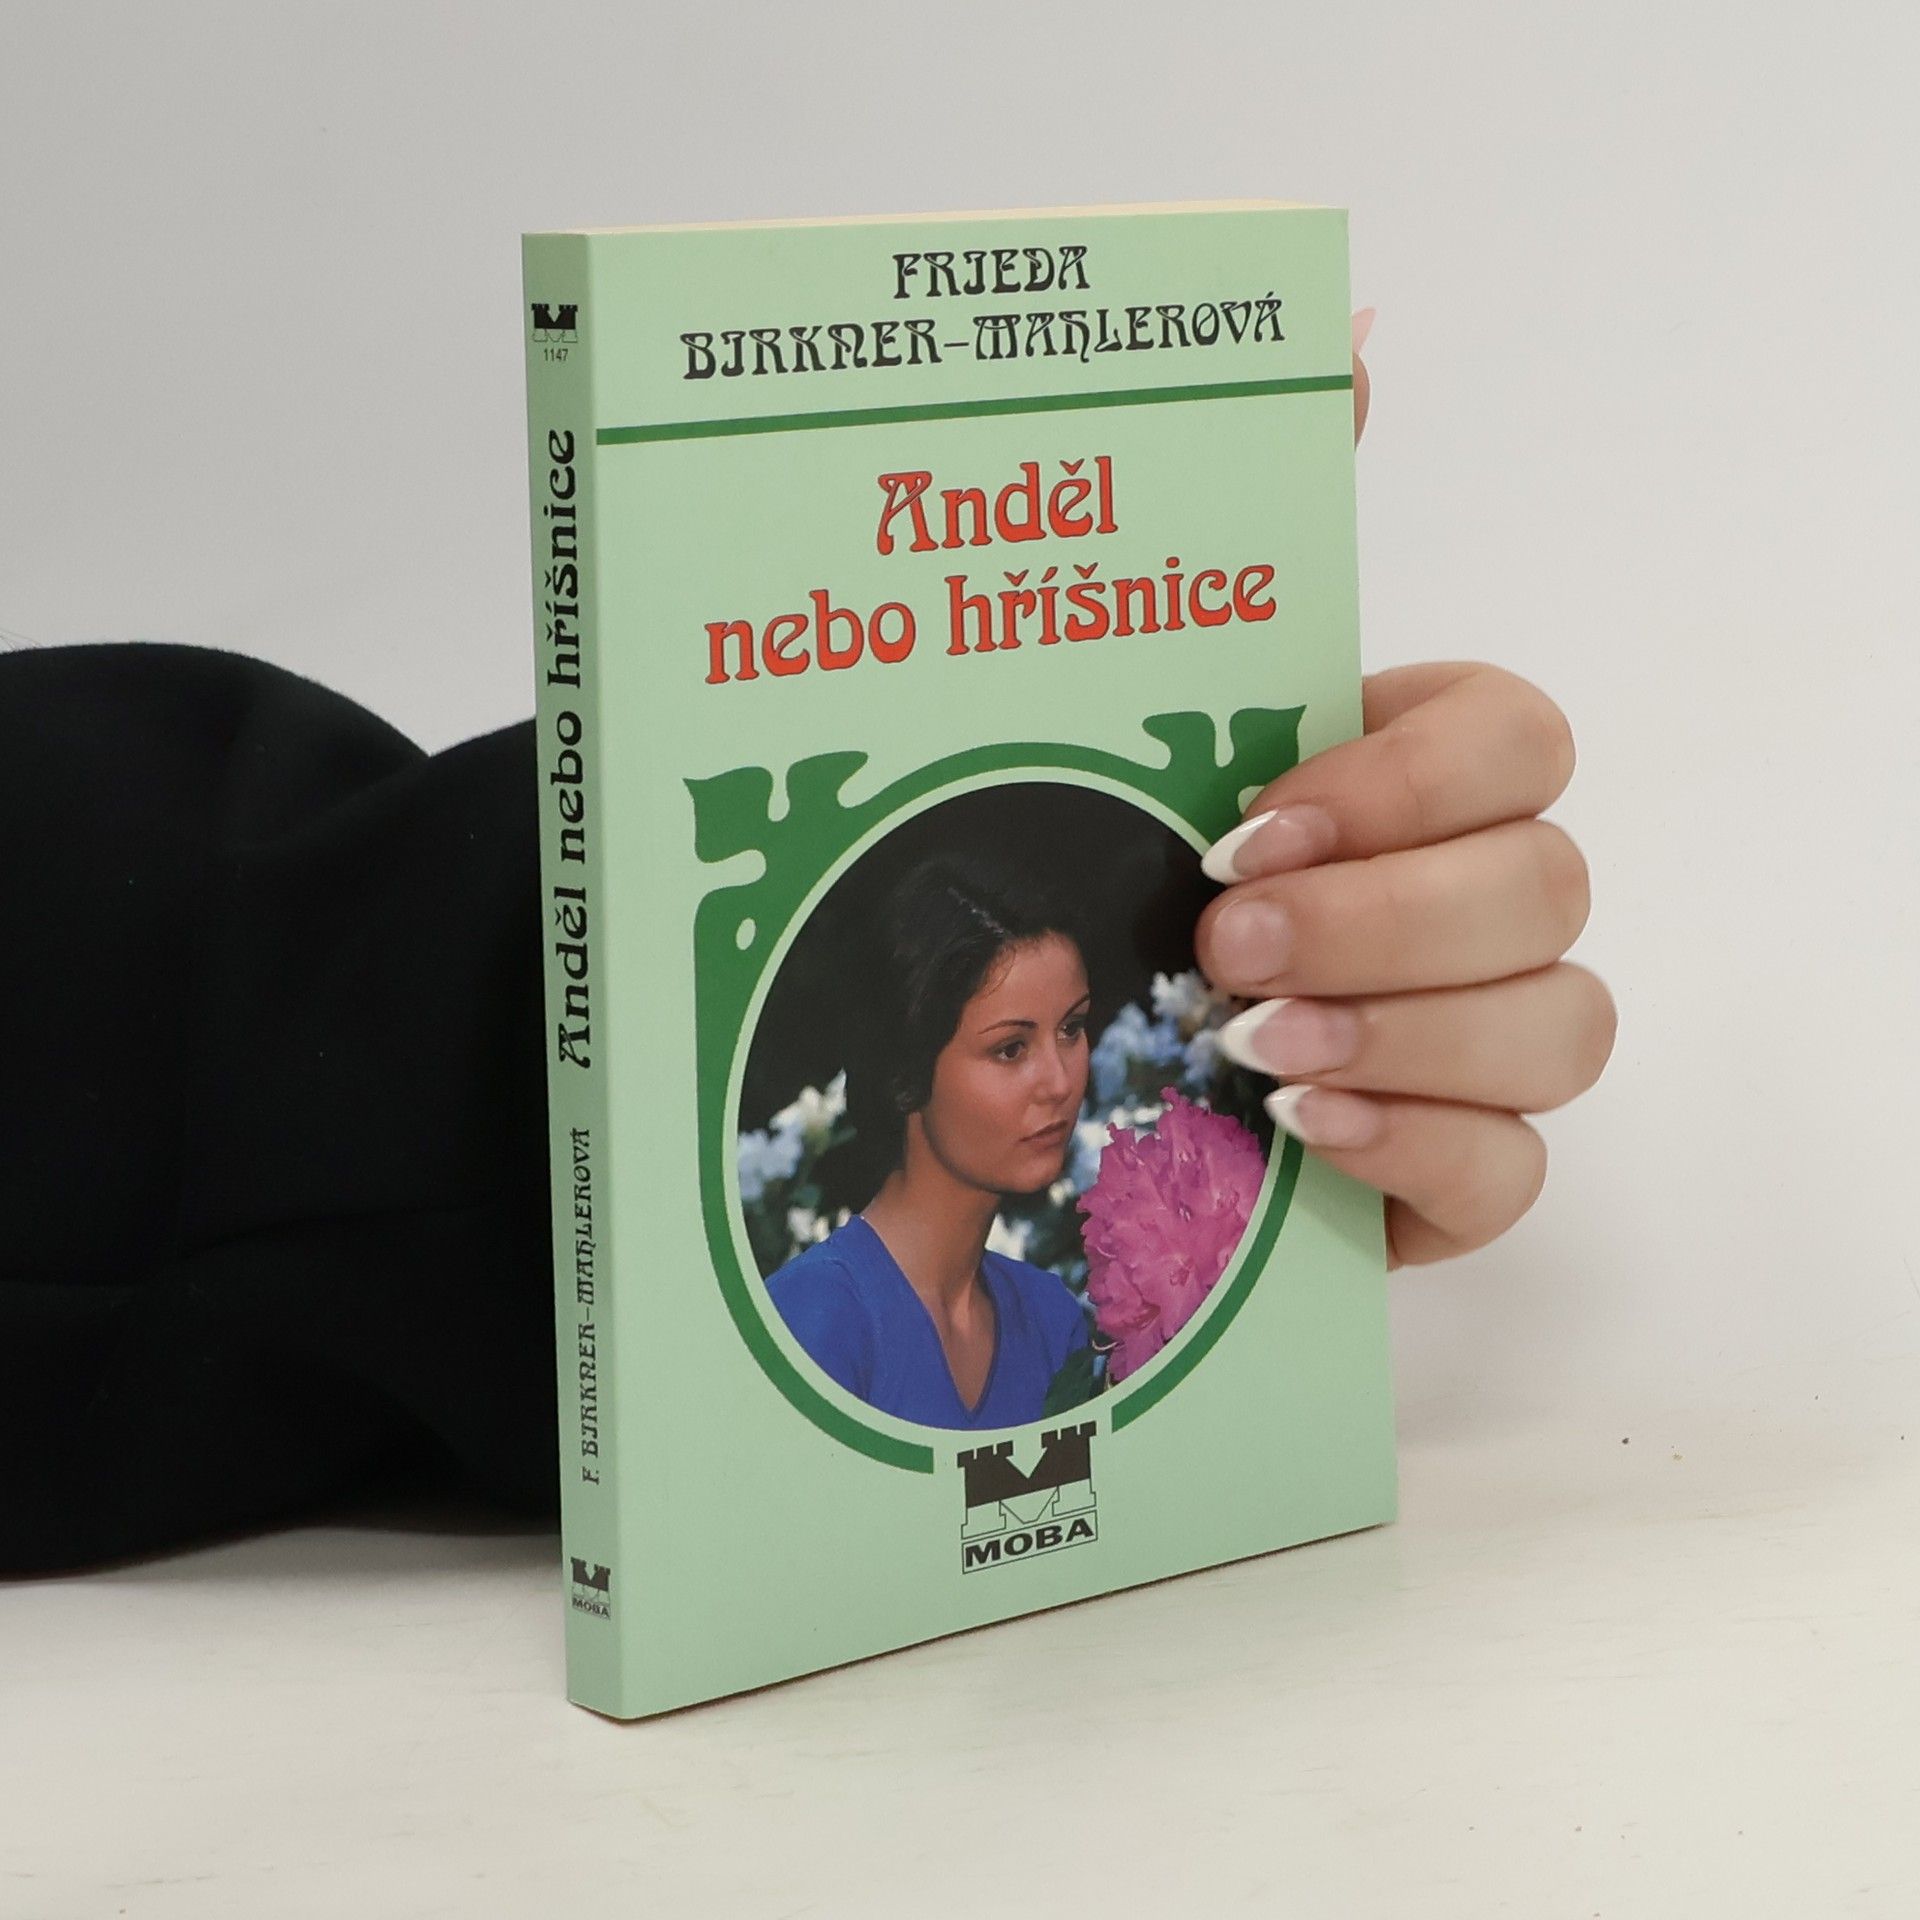 FRIEDA
BIRKNER-MAHLEROVÁ
Anděl
nebo hříšnice
MOBA
1147
Anděl nebo hříšnice
F. BIRKNER-MAHLEROVÁ
MOBA